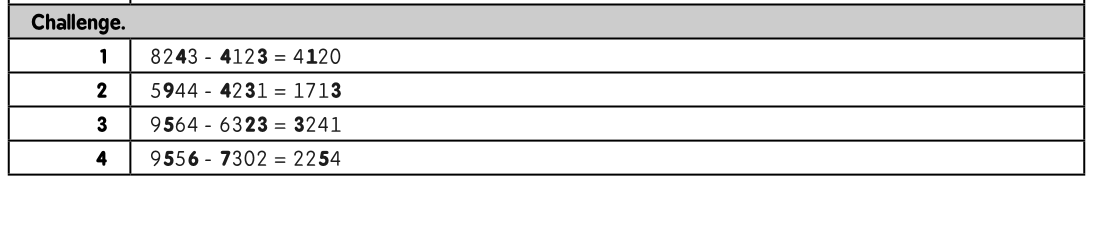 Challenge.
1 8243 - 4123 = 4120
2 5944 - 4231 = 1713
3 9564 - 6323 = 3241
4 9556 - 7302 = 2254